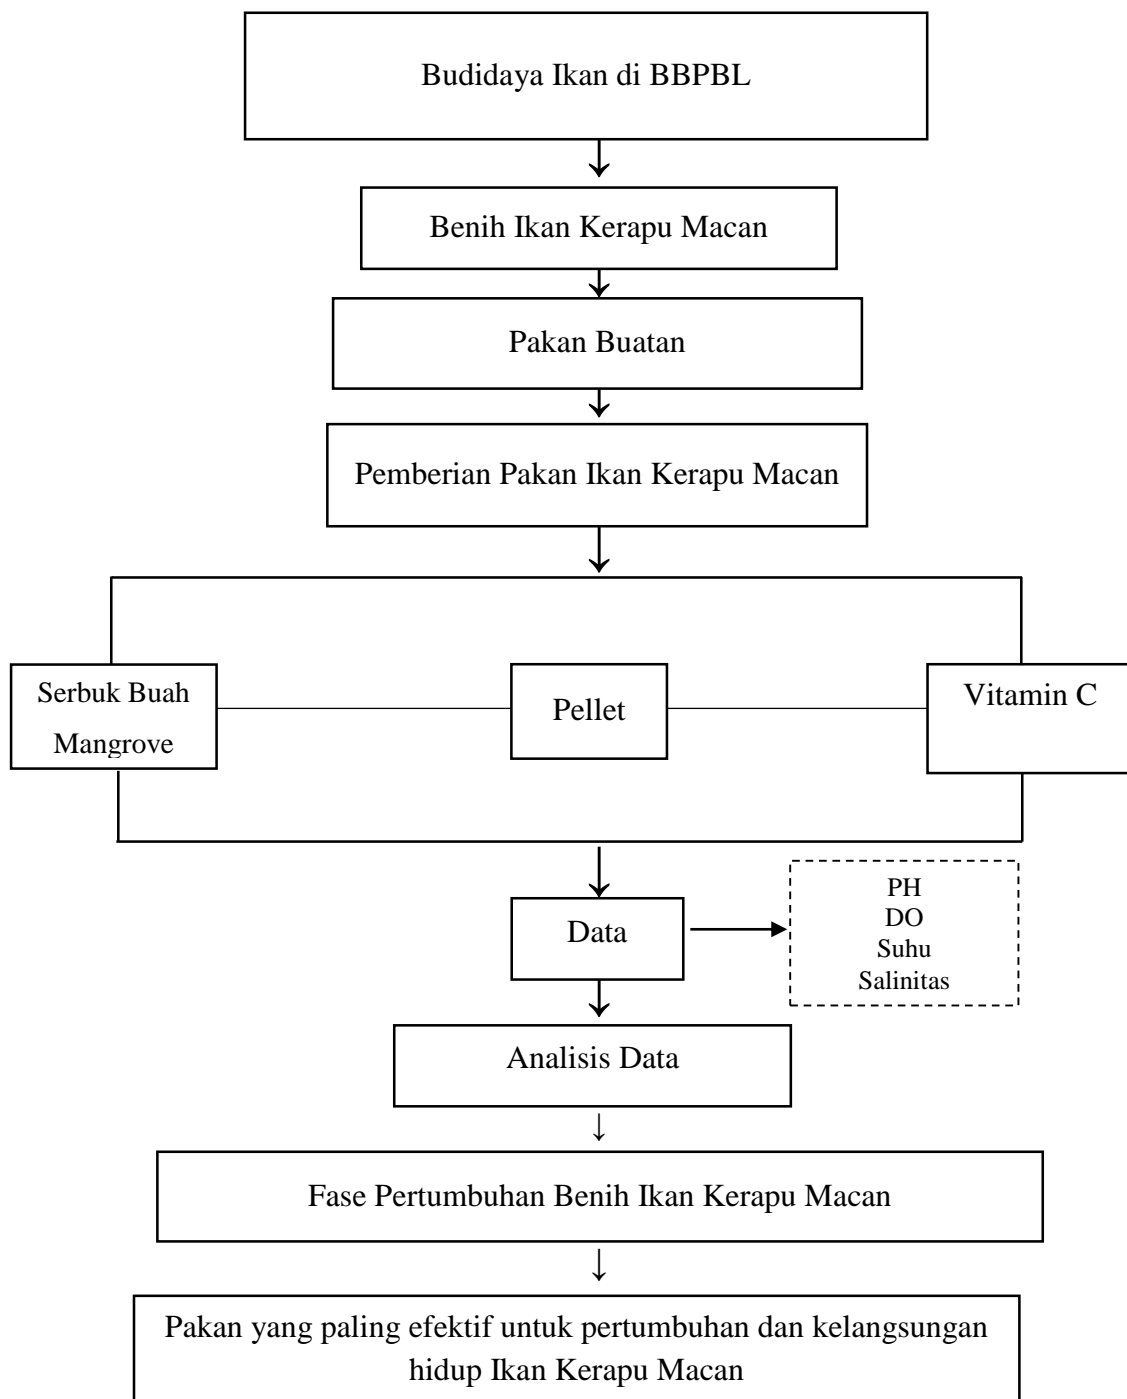 Budidaya Ikan di BBPBL
Benih Ikan Kerapu Macan
Pakan Buatan
Pemberian Pakan Ikan Kerapu Macan
Serbuk Buah
Mangrove
Pellet
Vitamin C
Data
PH
DO
Suhu
Salinitas
Analisis Data
Fase Pertumbuhan Benih Ikan Kerapu Macan
Pakan yang paling efektif untuk pertumbuhan dan kelangsungan
hidup Ikan Kerapu Macan